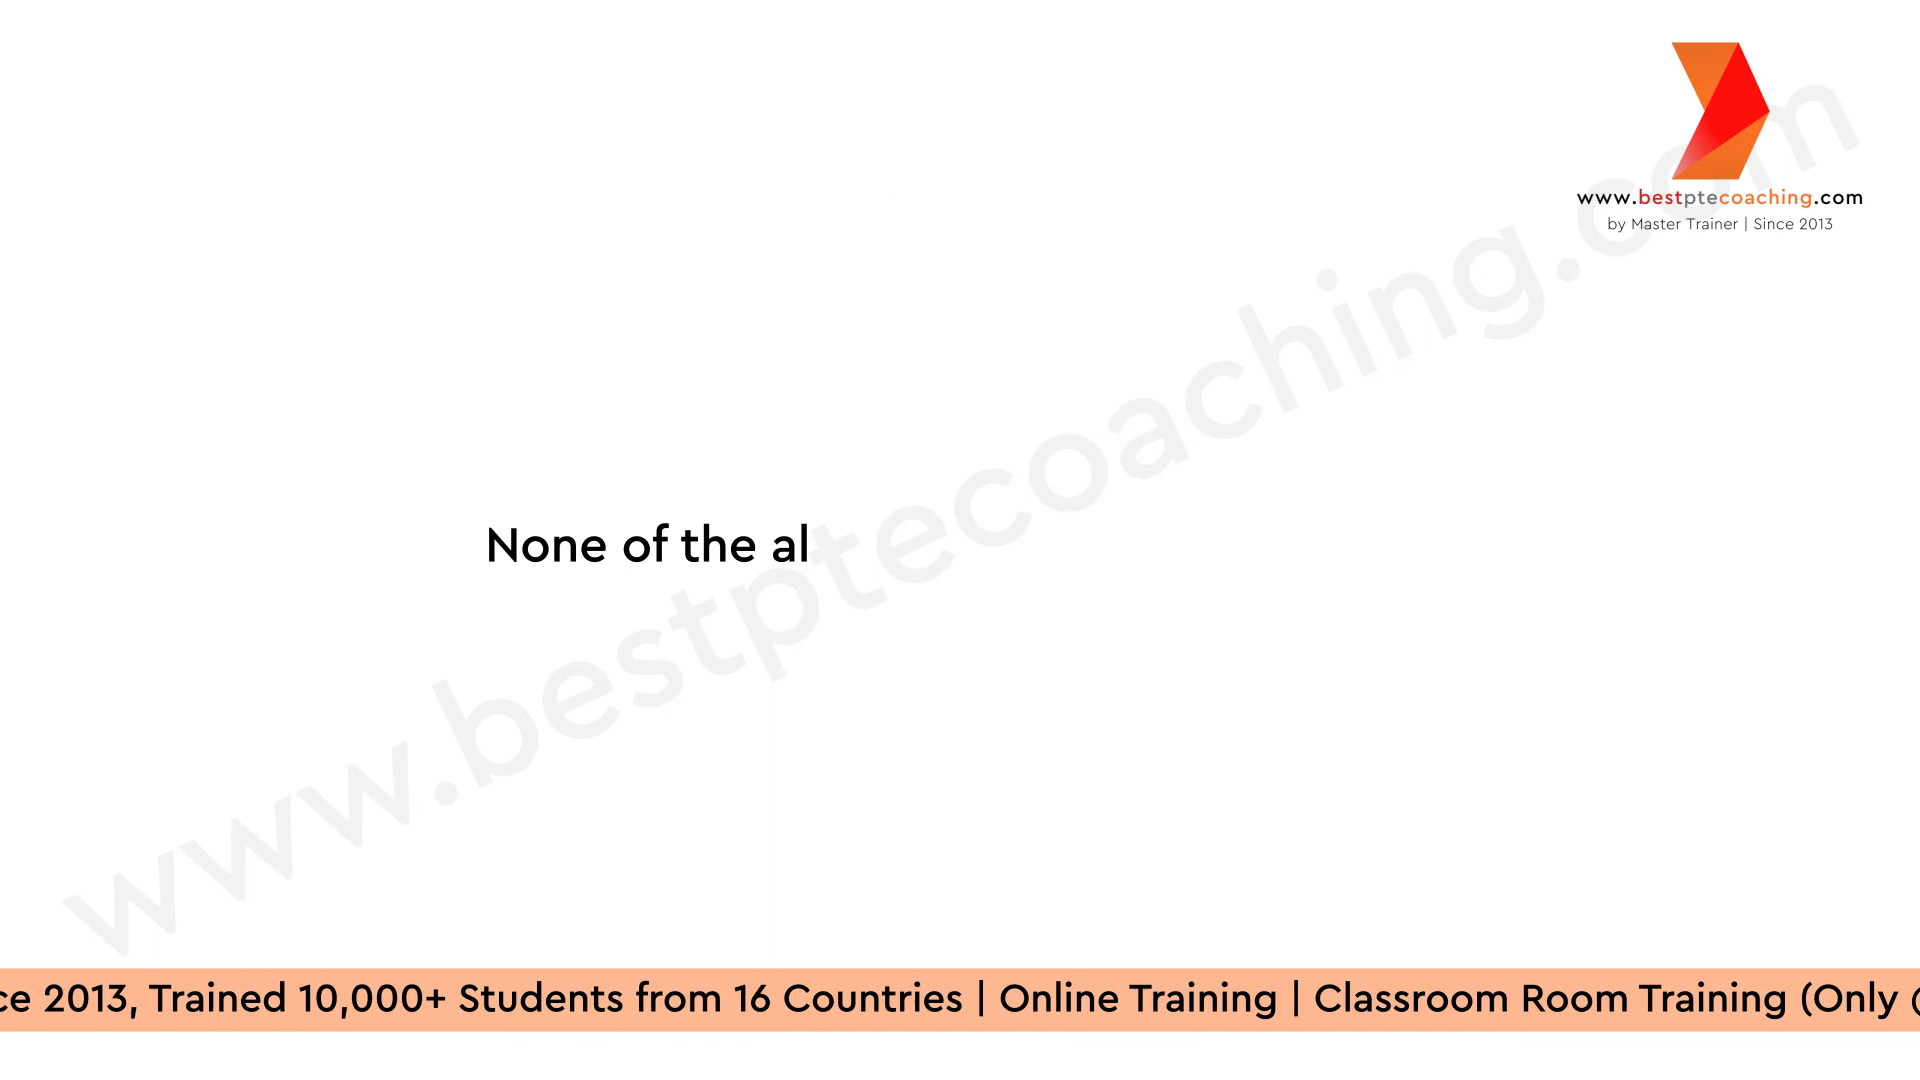 www.bestptecoaching.com
by Master Trainer | Since 2013
www.bestptecoaching.com
None of the al
ce 2013, Trained 10,000+ Students from 16 Countries | Online Training | Classroom Room Training (Only